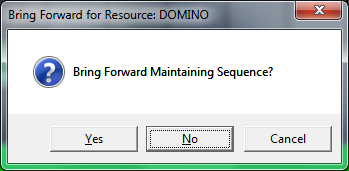 Bring Forward for Resource: DOMINO
Bring Forward Maintaining Sequence?
Yes
No
Cancel